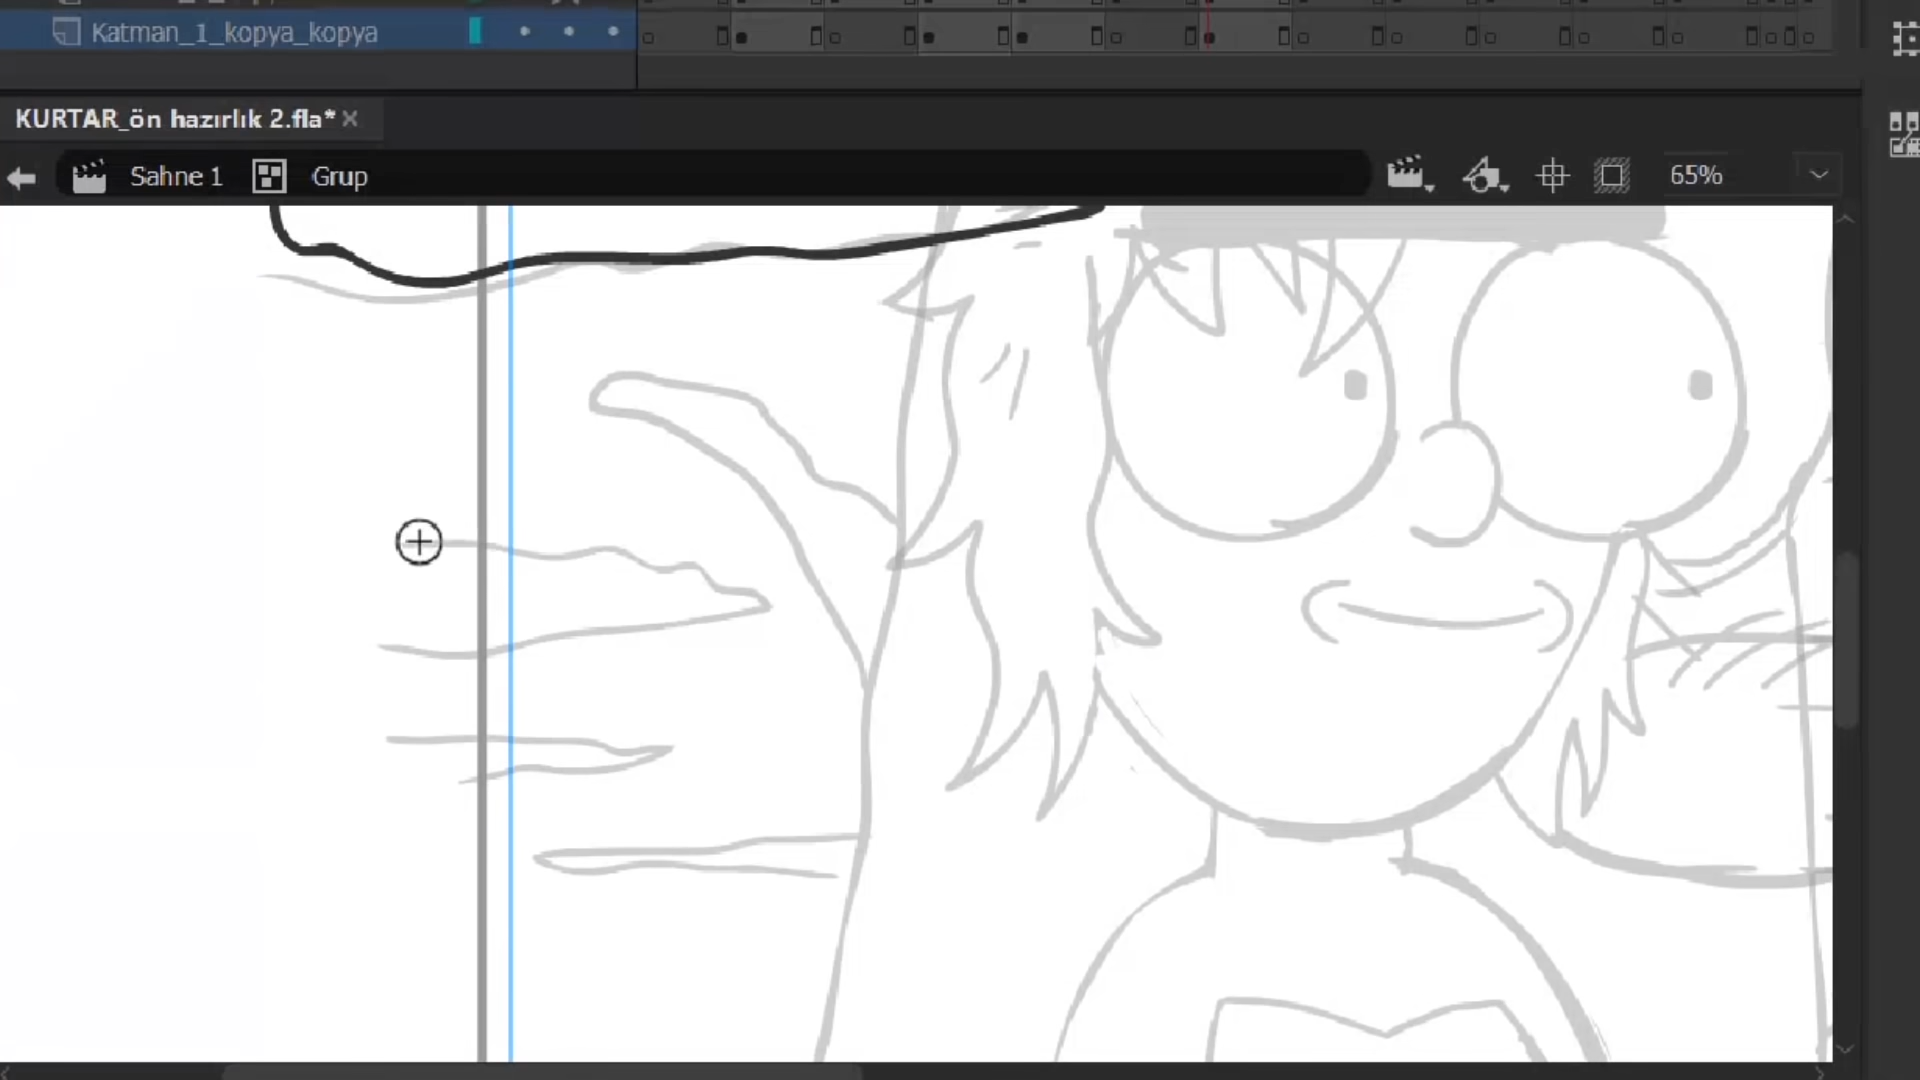 Katman_1_kopya_kopya
KURTAR_ön hazırlık 2.fla*
Sahne 1 Grup 65%